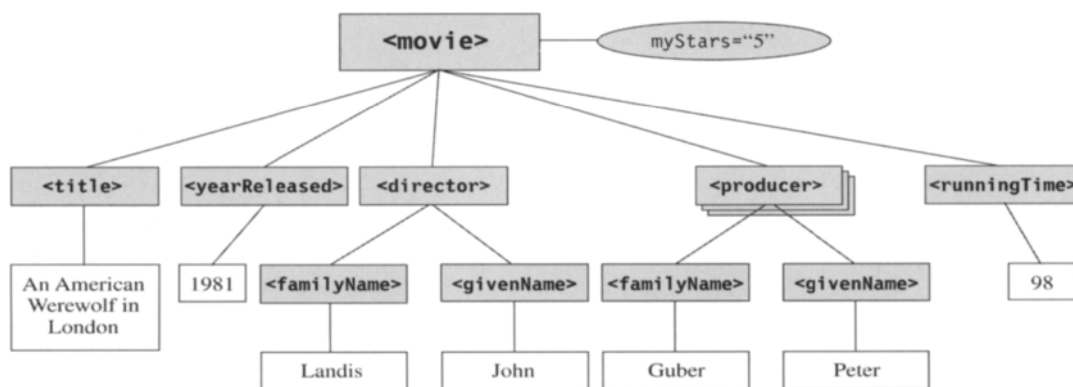 <movie>
myStars=“5”
<title>
<yearReleased>
<director>
<producer>
<runningTime>
An American
Werewolf in
London
1981
<familyName>
<givenName>
<familyName>
<givenName>
98
Landis
John
Guber
Peter